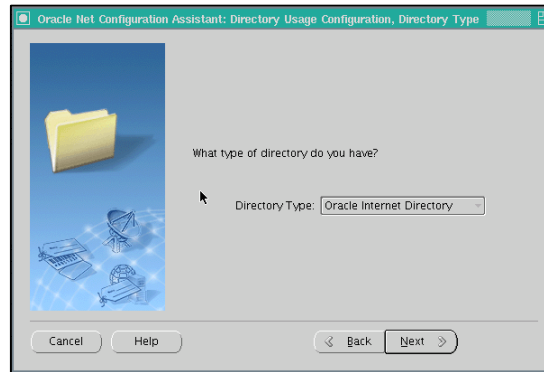 Oracle Net Configuration Assistant: Directory Usage Configuration, Directory Type
What type of directory do you have?
Directory Type: Oracle Internet Directory
Cancel Help Back Next